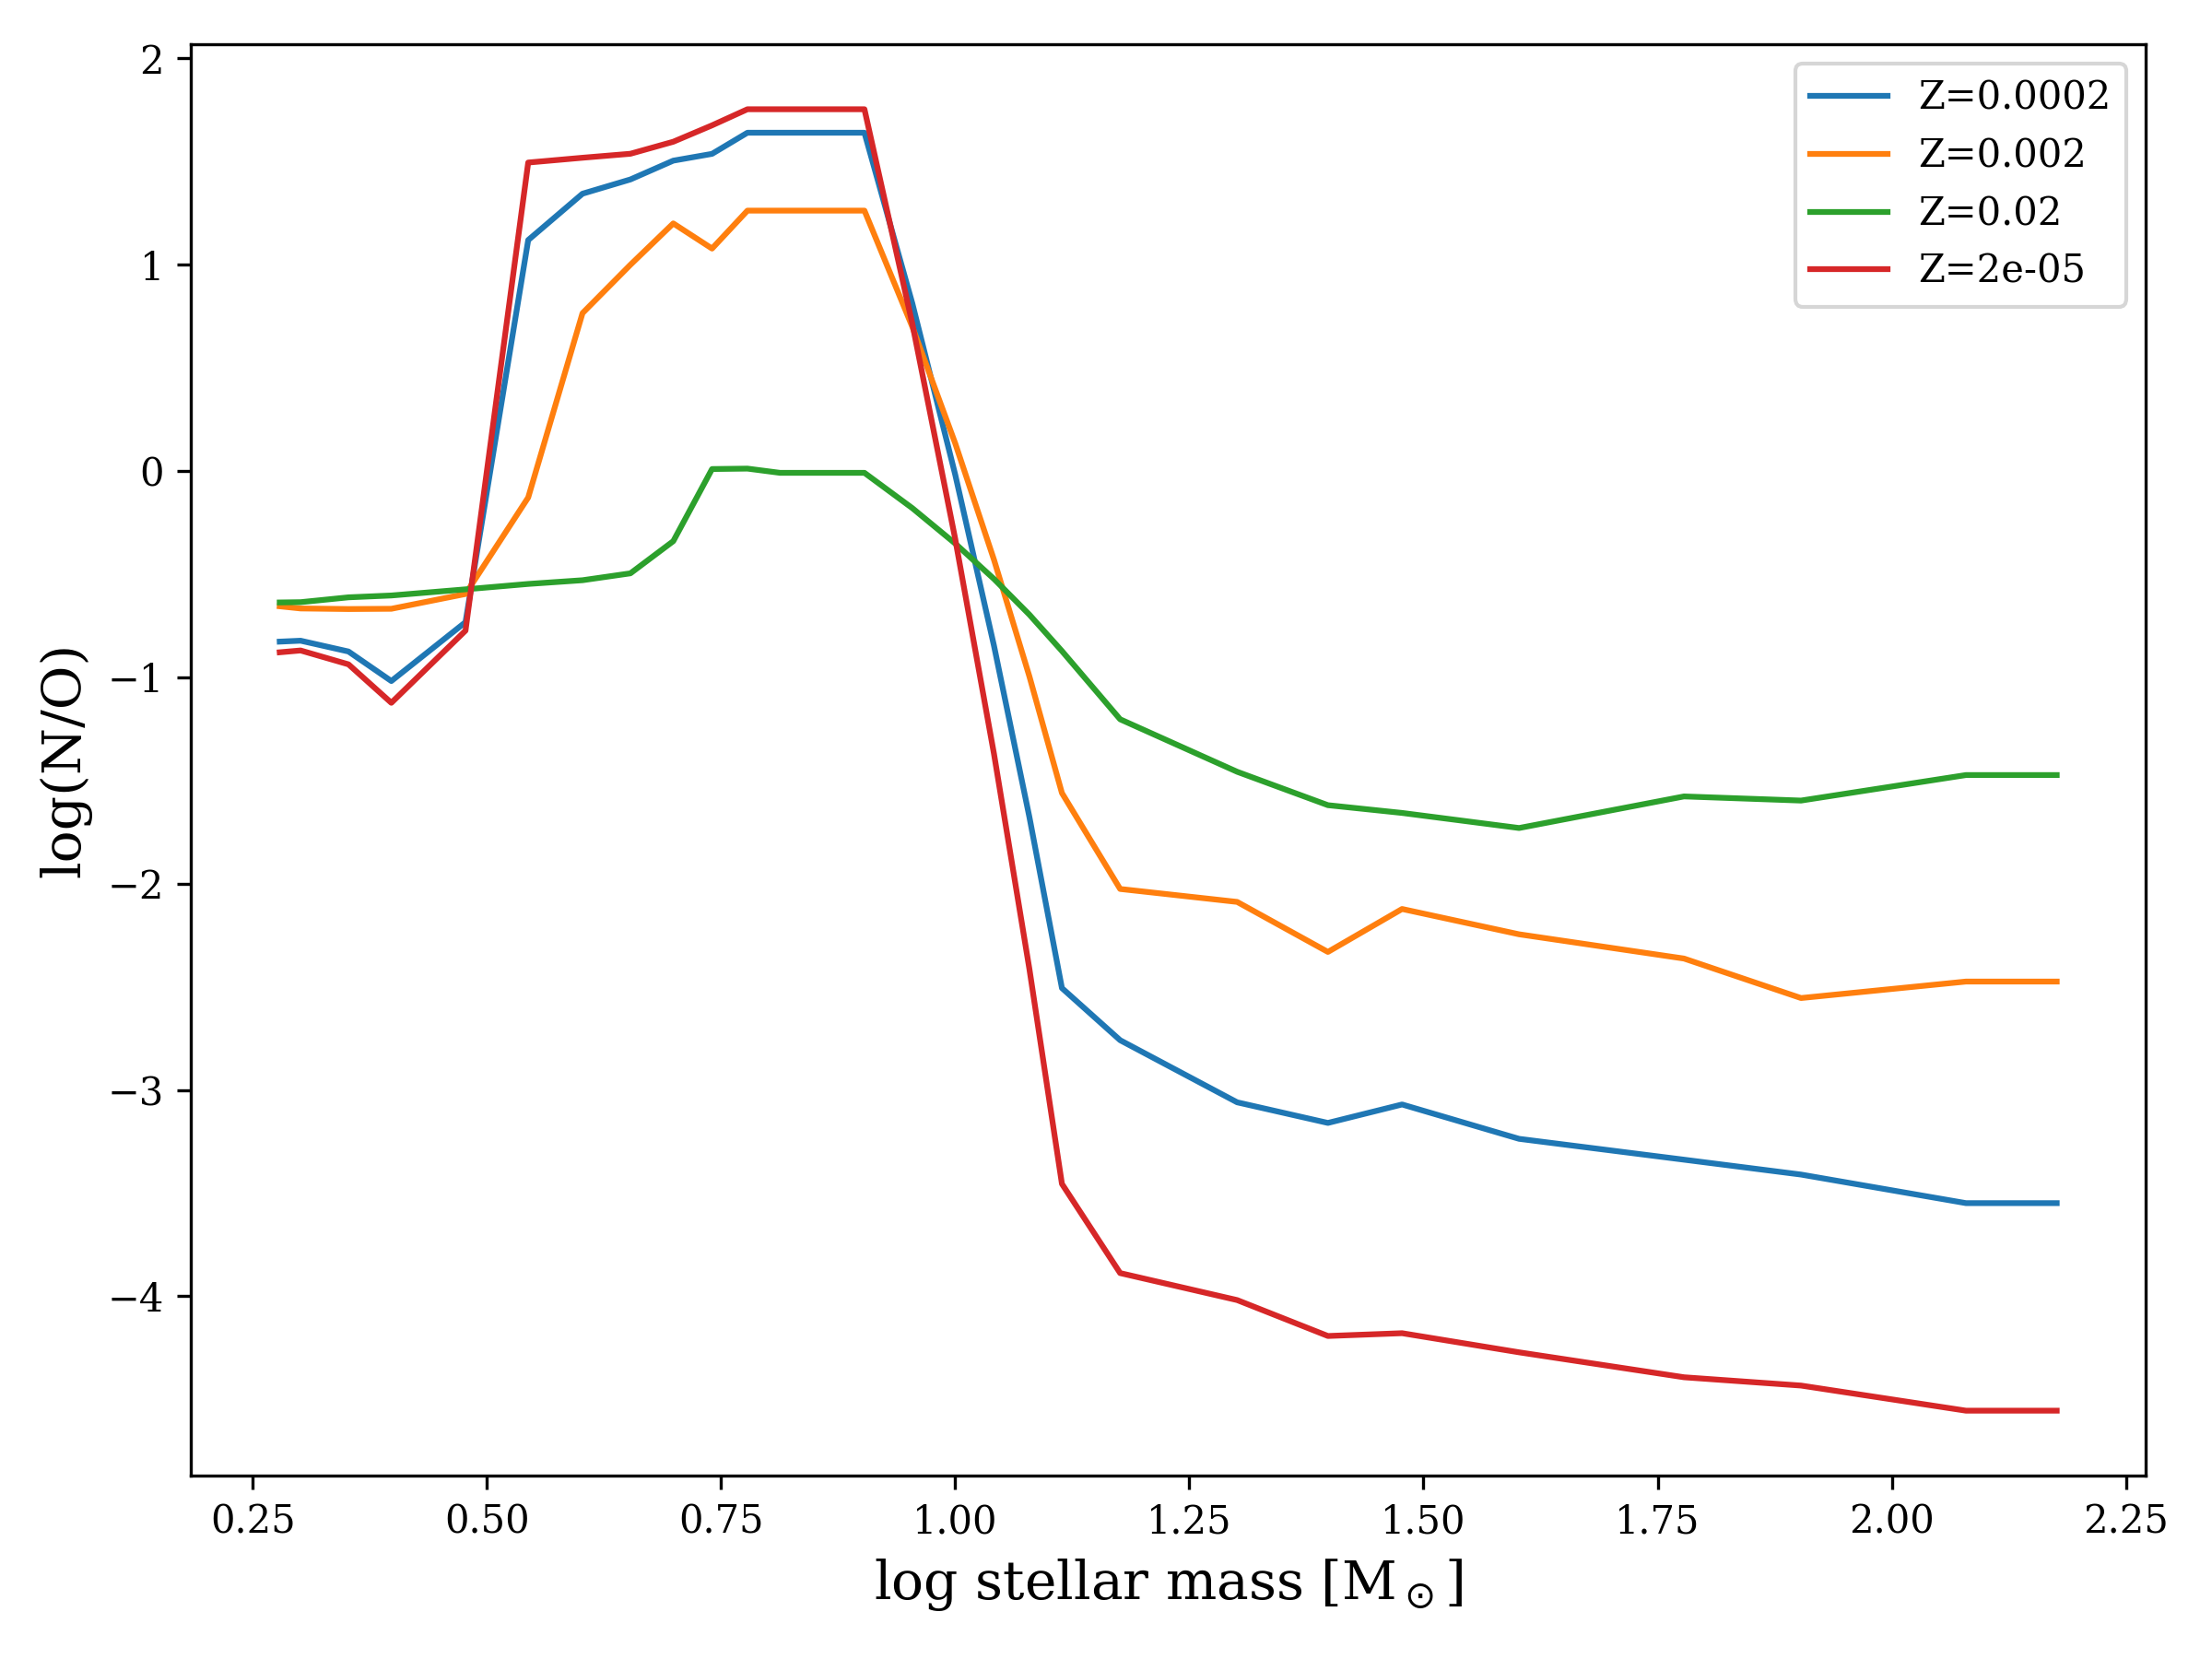 2
1
0
−1
−2
−3
−4
log(N/O)
Z=0.0002
Z=0.002
Z=0.02
Z=2e-05
0.25 0.50 0.75 1.00 1.25 1.50 1.75 2.00 2.25
log stellar mass [M⊙]